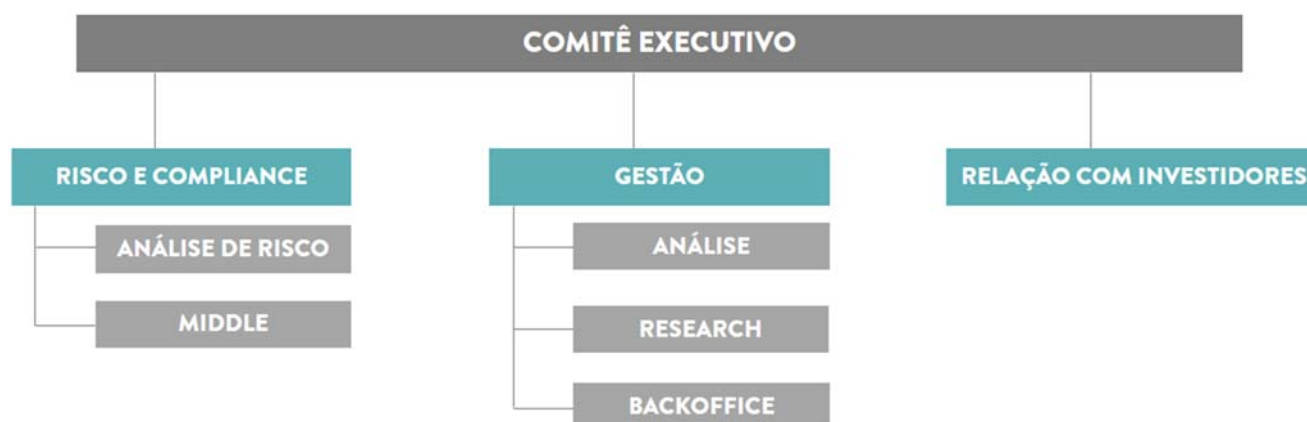 COMITÊ EXECUTIVO
RISCO E COMPLIANCE
ANÁLISE DE RISCO
MIDDLE
GESTÃO
ANÁLISE
RESEARCH
BACKOFFICE
RELAÇÃO COM INVESTIDORES